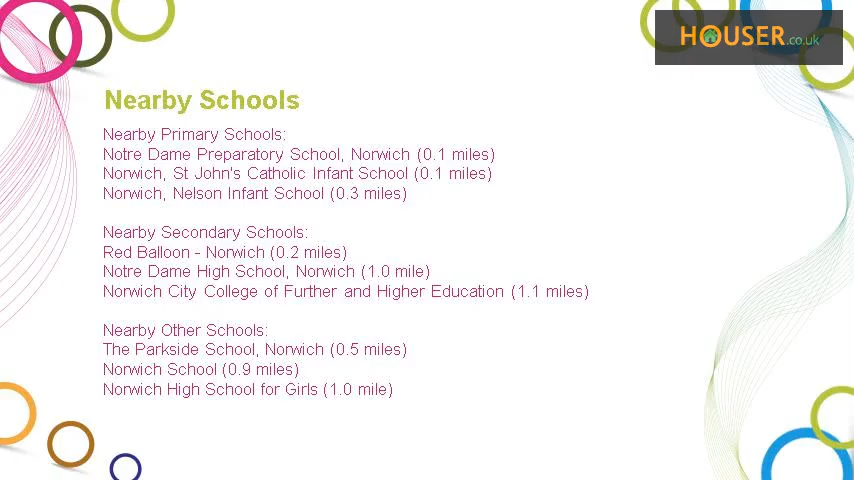 HOUSER.co.uk
Nearby Schools
Nearby Primary Schools:
Notre Dame Preparatory School, Norwich (0.1 miles)
Norwich, St John's Catholic Infant School (0.1 miles)
Norwich, Nelson Infant School (0.3 miles)
Nearby Secondary Schools:
Red Balloon - Norwich (0.2 miles)
Notre Dame High School, Norwich (1.0 mile)
Norwich City College of Further and Higher Education (1.1 miles)
Nearby Other Schools:
The Parkside School, Norwich (0.5 miles)
Norwich School (0.9 miles)
Norwich High School for Girls (1.0 mile)